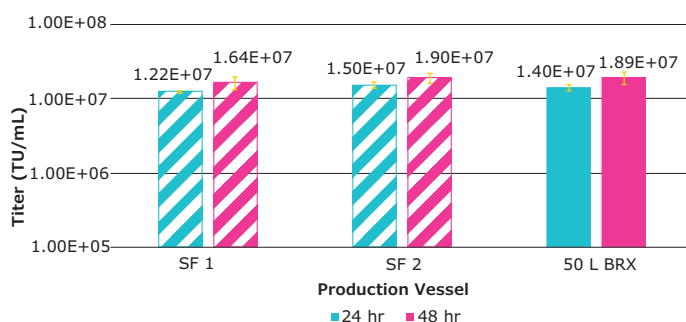 1.00E+08
1.00E+07
1.00E+06
1.00E+05
Titer (TU/mL)
1.22E+07
1.64E+07
1.50E+07
1.90E+07
1.40E+07
1.89E+07
SF 1
SF 2
50 L BRX
Production Vessel
24 hr
48 hr